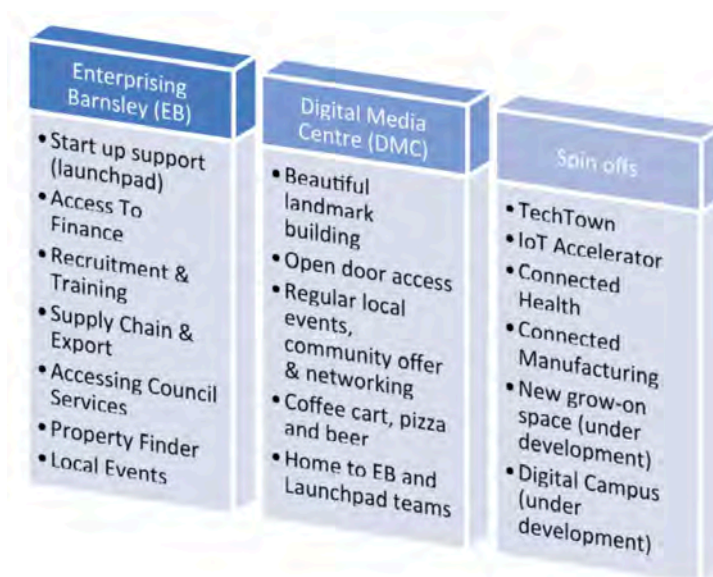 Enterprising
Barnsley (EB)
• Start up support
(launchpad)
• Access To
Finance
• Recruitment &
Training
• Supply Chain &
Export
• Accessing Council
Services
• Property Finder
• Local Events
Digital Media
Centre (DMC)
• Beautiful
landmark
building
• Open door access
• Regular local
events,
community offer
& networking
• Coffee cart, pizza
and beer
• Home to EB and
Launchpad teams
Spin offs
• TechTown
• IoT Accelerator
• Connected
Health
• Connected
Manufacturing
• New grow-on
space (under
development)
• Digital Campus
(under
development)